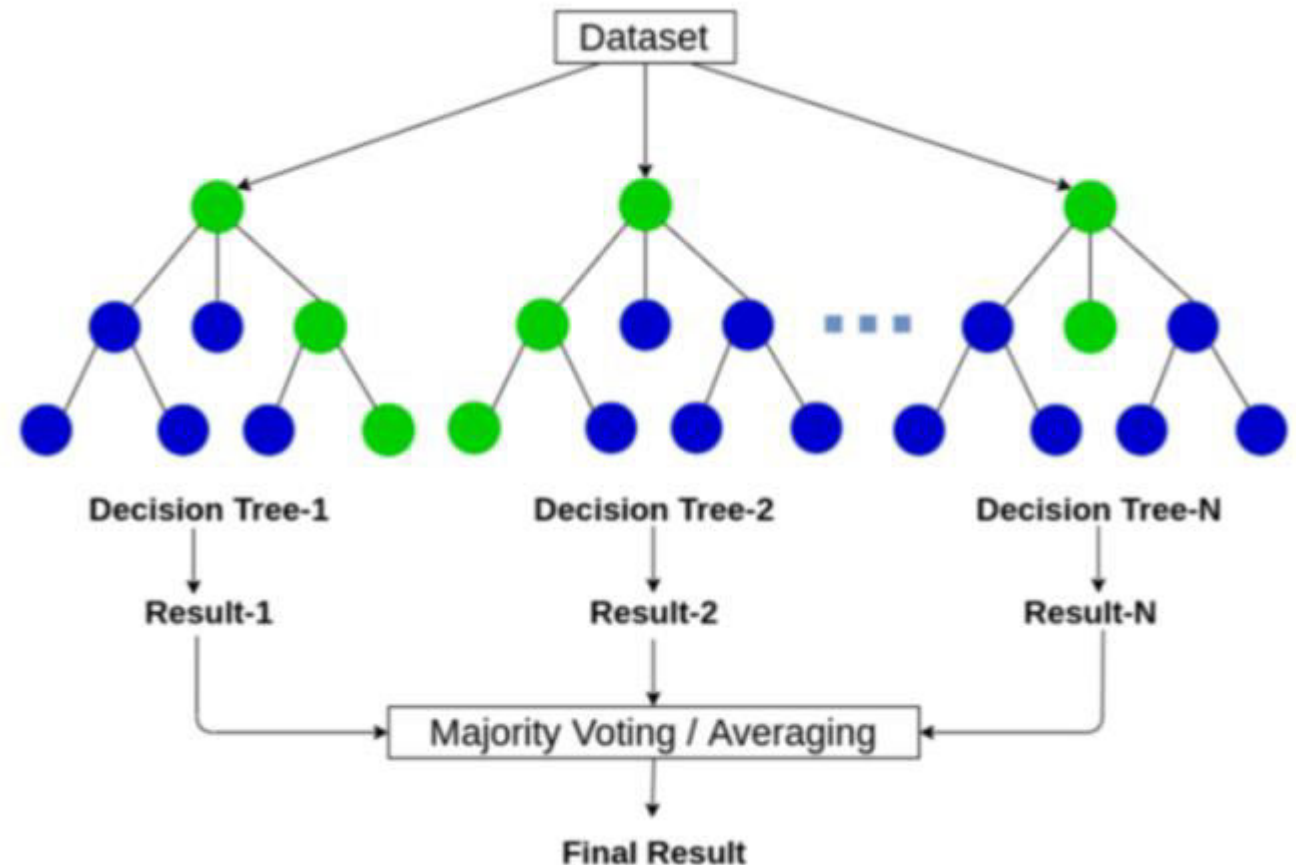 Dataset
Decision Tree-1
Decision Tree-2
Decision Tree-N
Result-1
Result-2
Result-N
Majority Voting / Averaging
Final Result